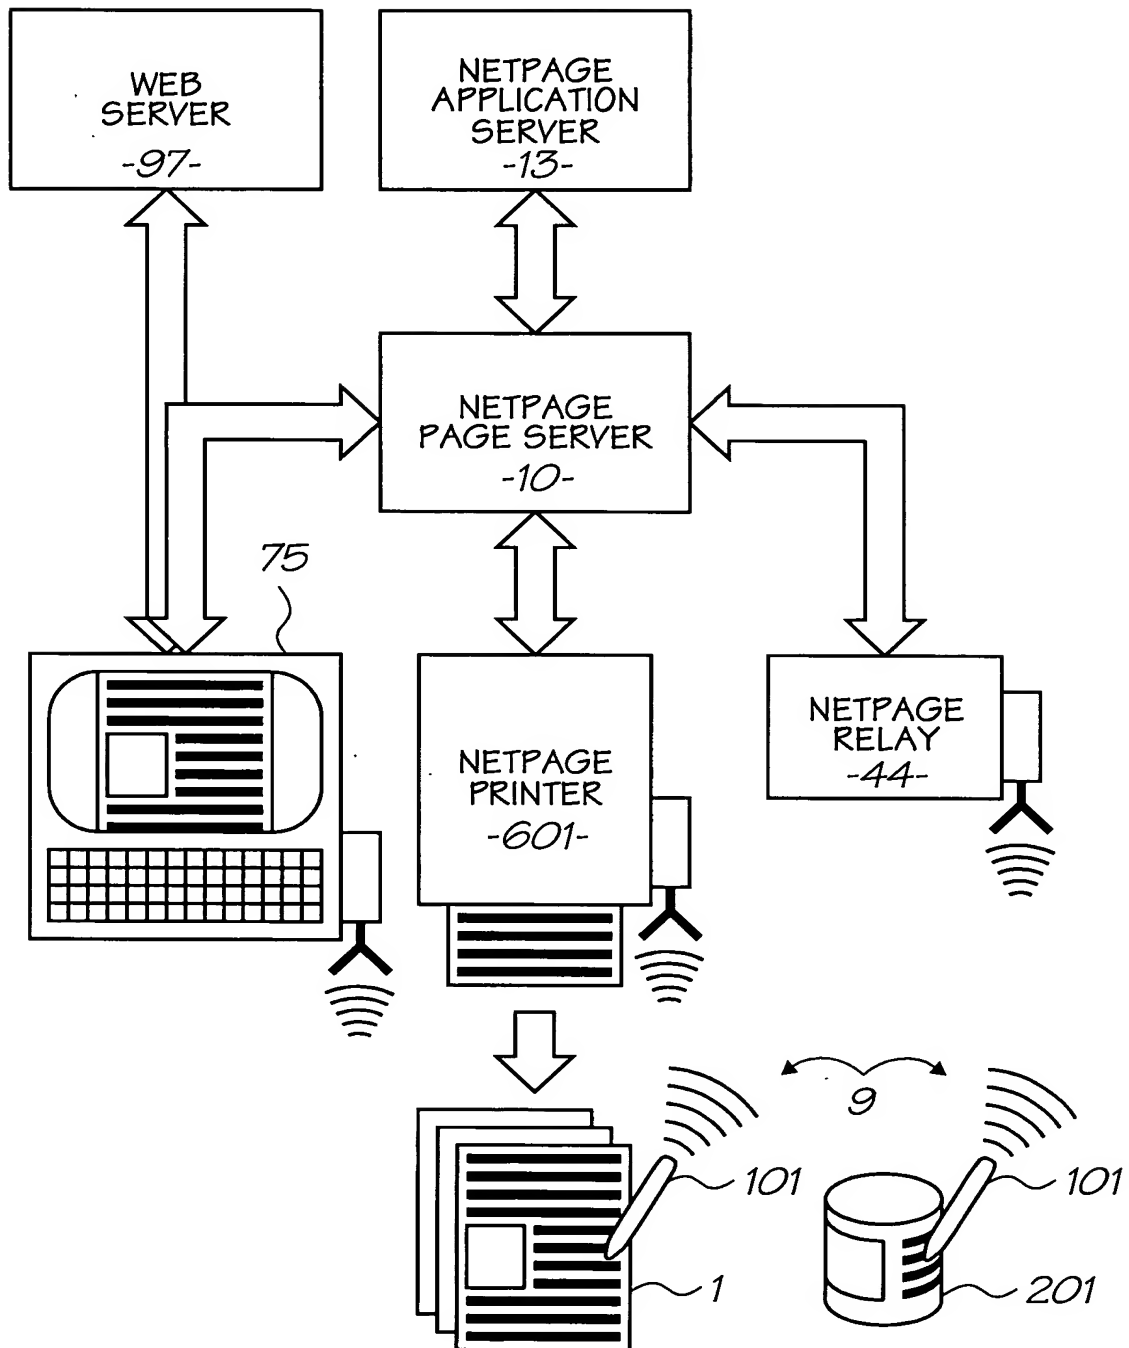 WEB
SERVER
-97-
NETPAGE
APPLICATION
SERVER
-13-
NETPAGE
PAGE SERVER
-10-
75
NETPAGE
PRINTER
-601-
NETPAGE
RELAY
-44-
9
101
101
1
201